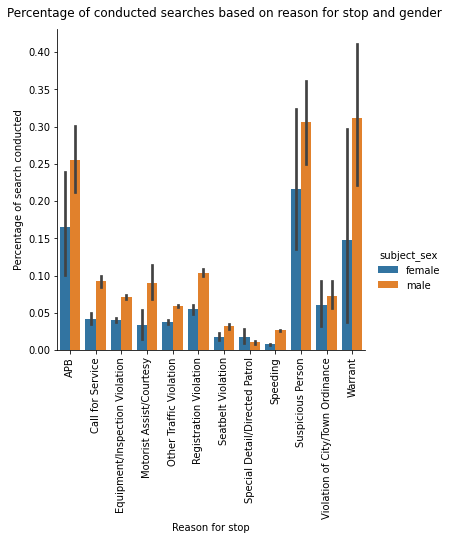 Percentage of conducted searches based on reason for stop and gender
0.40
0.35
0.30
0.25
0.20
0.15
0.10
0.05
0.00
Percentage of search conducted
APB
Call for Service
Equipment/Inspection Violation
Motorist Assist/Courtesy
Other Traffic Violation
Registration Violation
Seatbelt Violation
Special Detail/Directed Patrol
Speeding
Suspicious Person
Violation of City/Town Ordinance
Warrant
Reason for stop
subject_sex
female
male